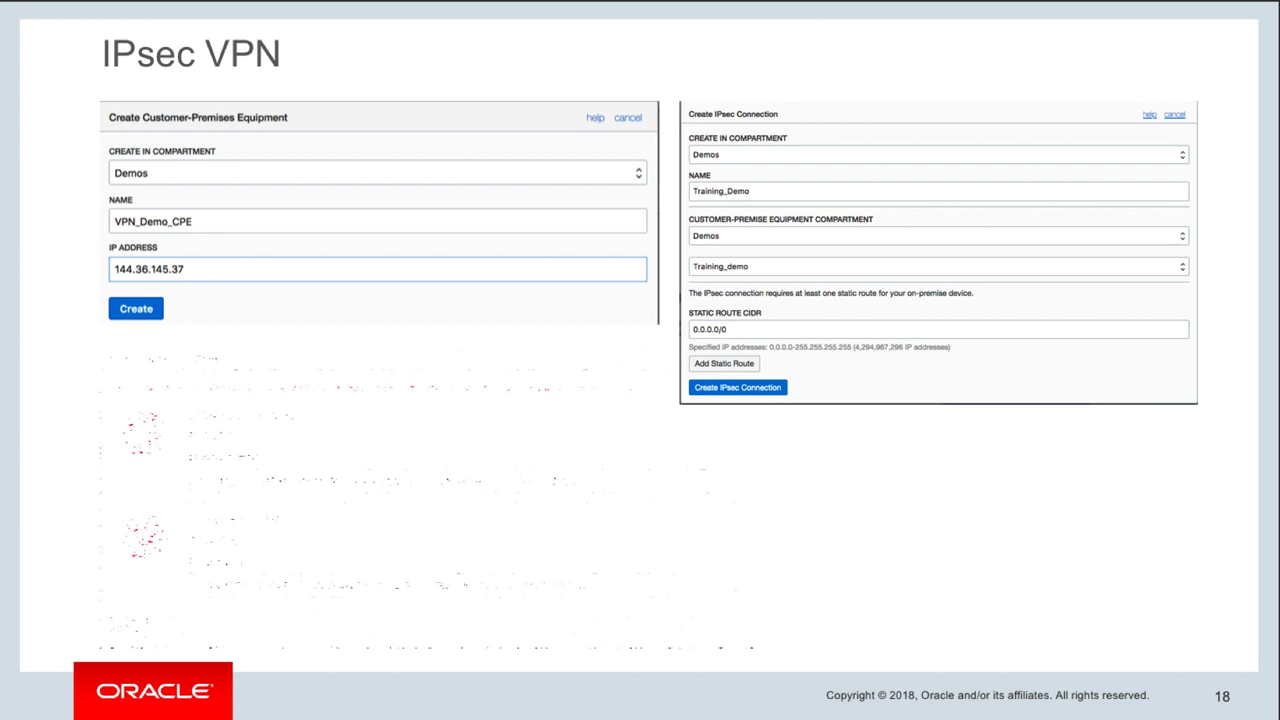 IPsec VPN
Create Customer-Premises Equipment help cancel
CREATE IN COMPARTMENT
Demos
NAME
VPN_Demo_CPE
IP ADDRESS
144.36.145.37
Create
Create IPsec Connection help cancel
CREATE IN COMPARTMENT
Demos
NAME
Training_Demo
CUSTOMER-PREMISE EQUIPMENT COMPARTMENT
Demos
Training_demo
The IPsec connection requires at least one static route for your on-premise device.
STATIC ROUTE CIDR
0.0.0.0/0
Specified IP addresses: 0.0.0.0-255.255.255.255 (4,294,967,296 IP addresses)
Add Static Route
Create IPsec Connection
ORACLE
Copyright © 2018, Oracle and/or its affiliates. All rights reserved. 18